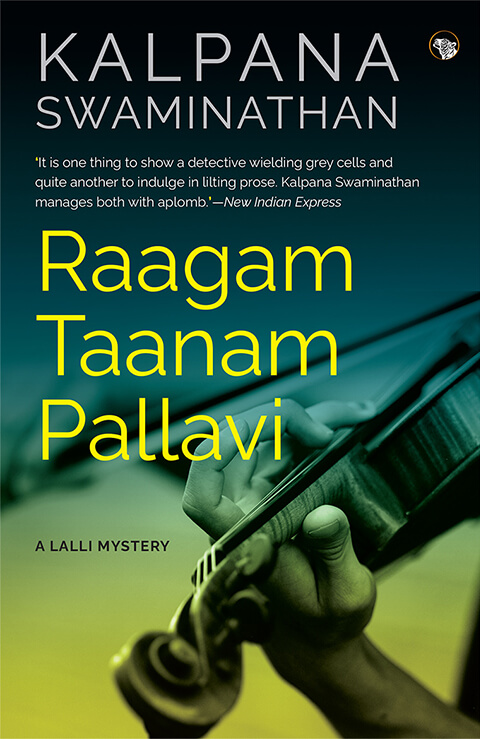 KALPANA
SWAMINATHAN
‘It is one thing to show a detective wielding grey cells and
quite another to indulge in lilting prose. Kalpana Swaminathan
manages both with aplomb.’—New Indian Express
Raagam
Taanam
Pallavi
A LALLI MYSTERY